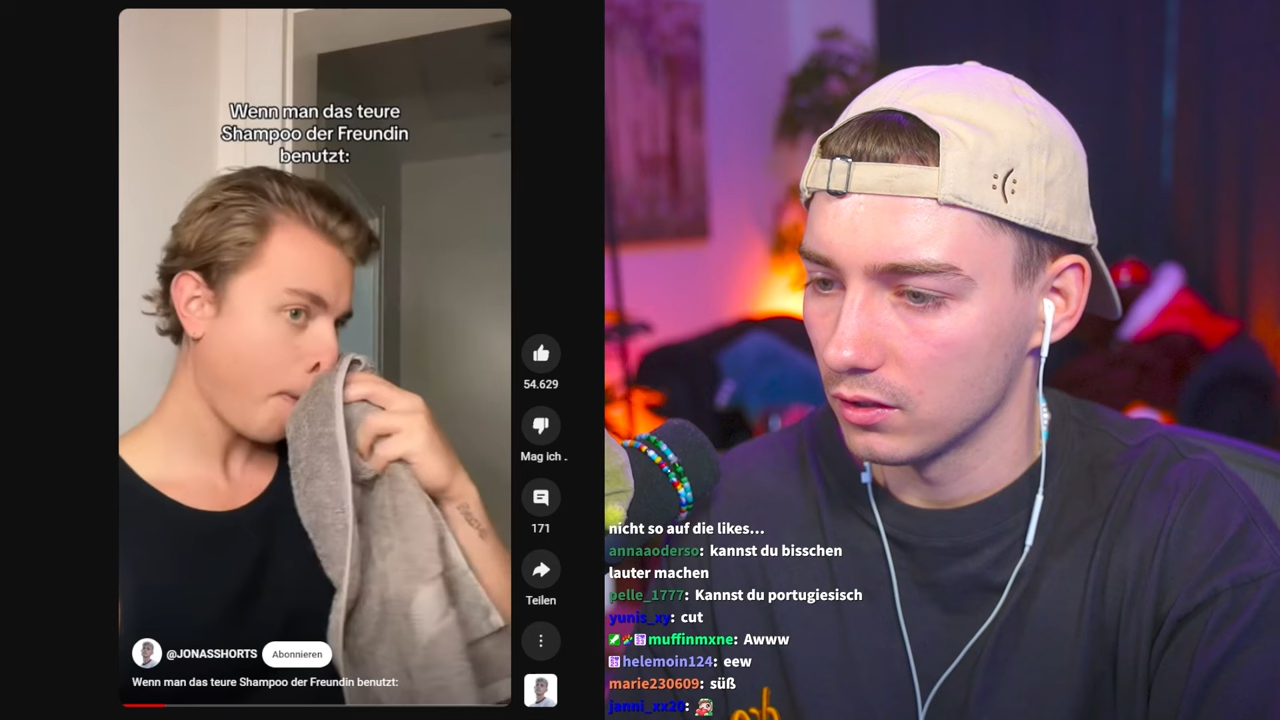 Wenn man das teure
Shampoo der Freundin
benutzt:
54.629
Mag ich .
171
Teilen
@JONASSHORTS
Abonnieren
Wenn man das teure Shampoo der Freundin benutzt:
:(
nicht so auf die likes...
annaaoderso: kannst du bisschen
lauter machen
pelle_1777: Kannst du portugiesisch
yunis_xy: cut
muffinmxne: Awww
helemoin124: eew
marie230609: süß
janni_xx20: